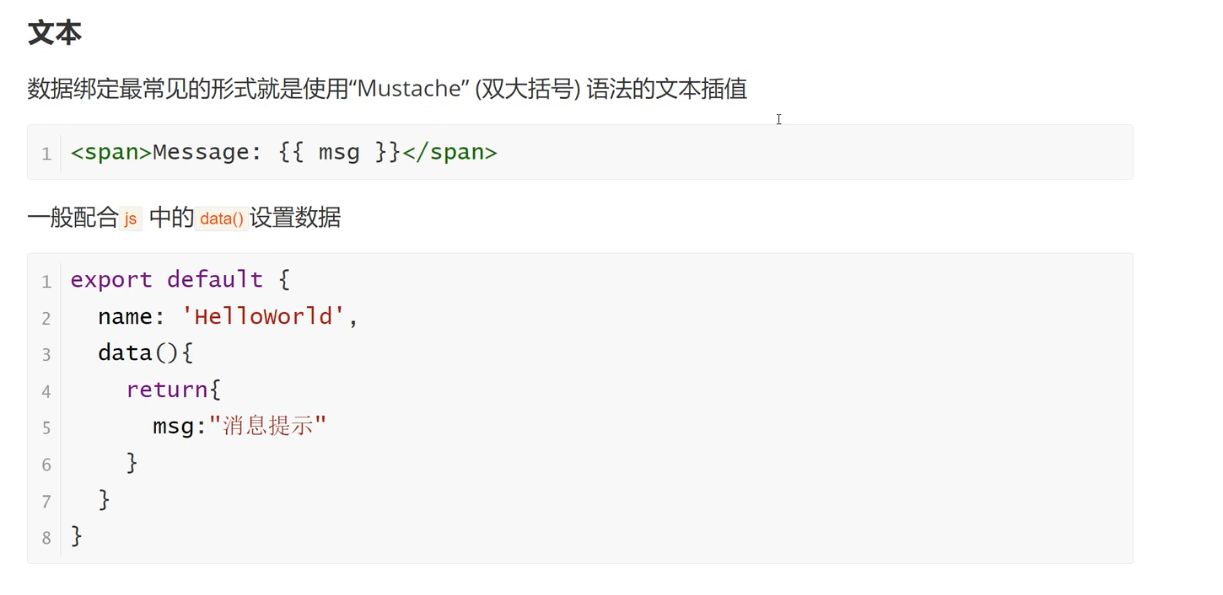 文本
数据绑定最常见的形式就是使用“Mustache” (双大括号) 语法的文本插值
1 <span>Message: {{ msg }}</span>
一般配合 js 中的 data() 设置数据
1 export default {
2   name: 'HelloWorld',
3   data(){
4     return{
5       msg:"消息提示"
6     }
7   }
8 }